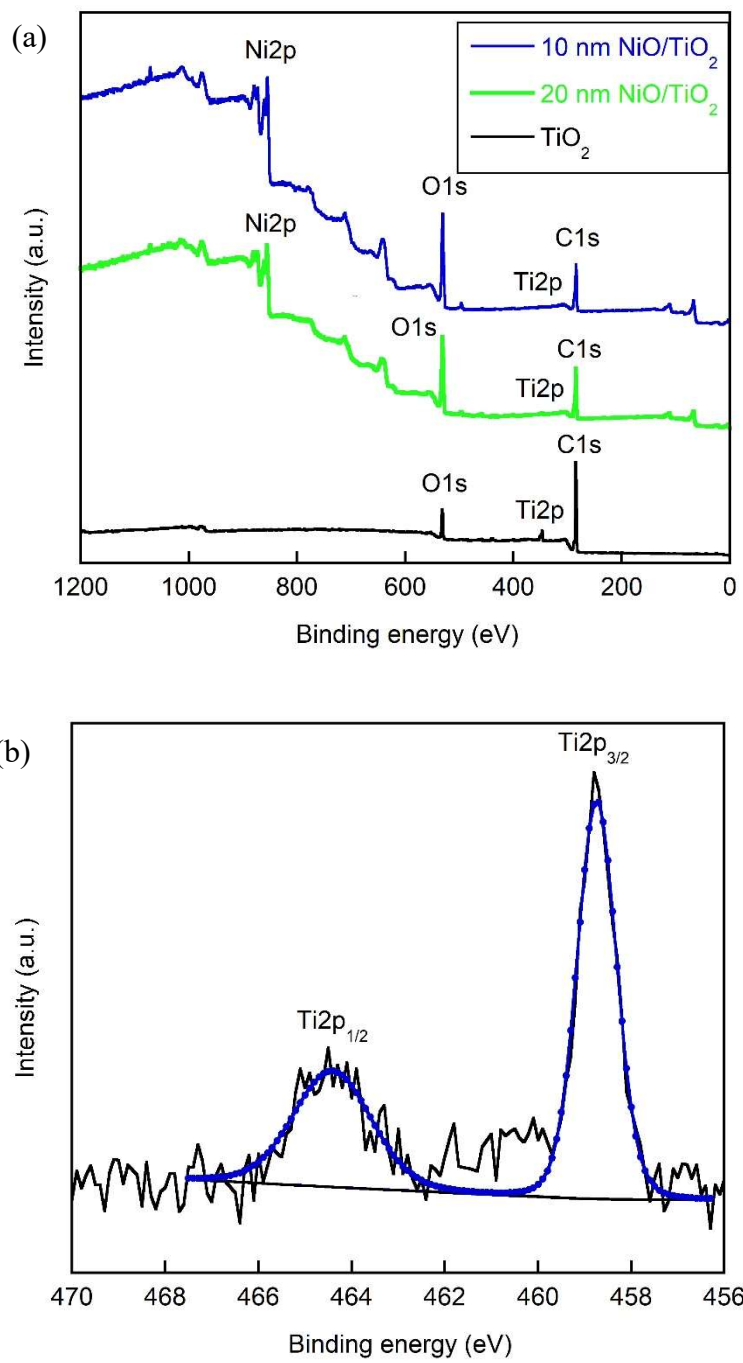 (a)
Ni2p
10 nm NiO/TiO₂
20 nm NiO/TiO₂
TiO₂
O1s
Ni2p
C1s
Ti2p
O1s
C1s
Ti2p
C1s
O1s
Ti2p
Intensity (a.u.)
1200 1000 800 600 400 200 0
Binding energy (eV)
(b)
Ti2p₃/₂
Ti2p₁/₂
Intensity (a.u.)
470 468 466 464 462 460 458 456
Binding energy (eV)